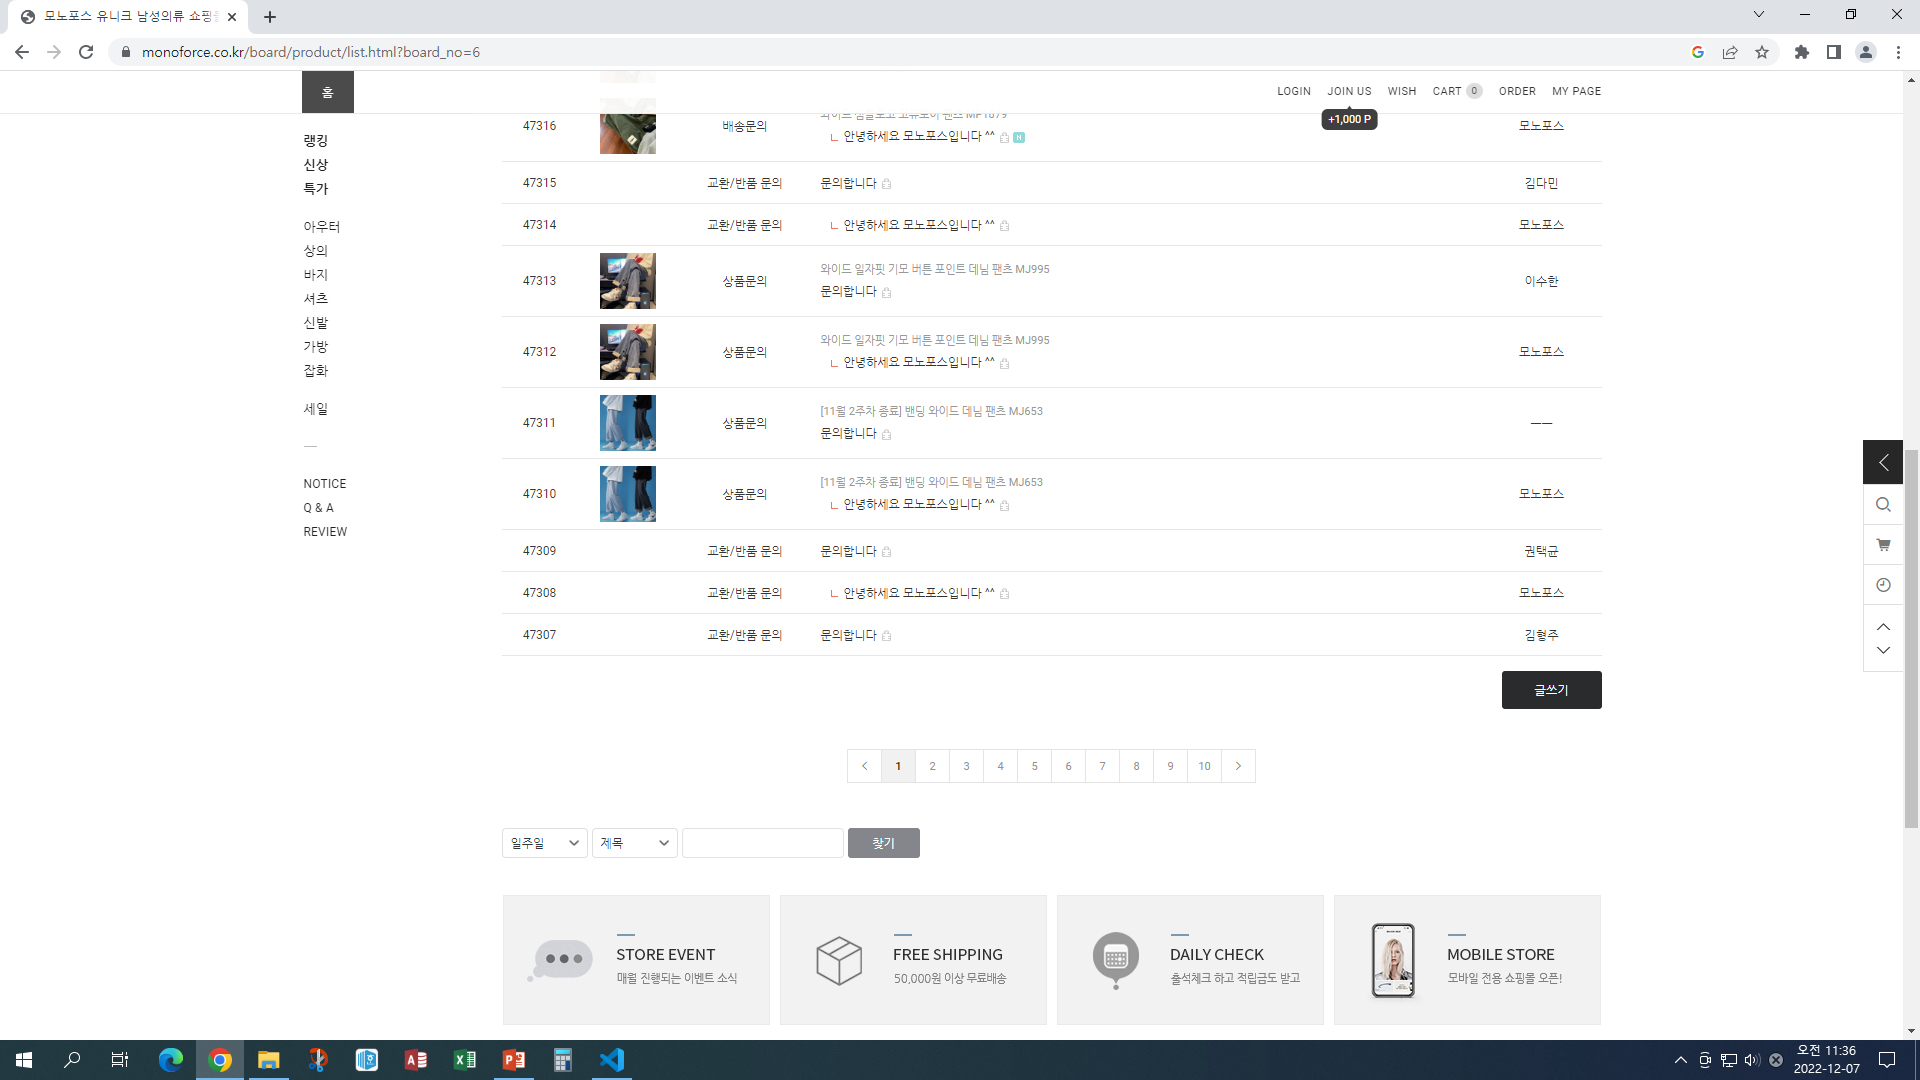 모노포스 유니크 남성의류 쇼핑몰
monoforce.co.kr/board/product/list.html?board_no=6
홈
LOGIN JOIN US WISH CART 0 ORDER MY PAGE
+1,000 P
랭킹
신상
특가
아우터
상의
바지
셔츠
신발
가방
잡화
세일
—
NOTICE
Q & A
REVIEW
와이드 심플로고 코듀로이 팬츠 MP1879
47316 배송문의 ㄴ 안녕하세요 모노포스입니다 ^^ H 모노포스
47315 교환/반품 문의 문의합니다 김다민
47314 교환/반품 문의 ㄴ 안녕하세요 모노포스입니다 ^^ 모노포스
와이드 일자핏 기모 버튼 포인트 데님 팬츠 MJ995
47313 상품문의 문의합니다 이수한
와이드 일자핏 기모 버튼 포인트 데님 팬츠 MJ995
47312 상품문의 ㄴ 안녕하세요 모노포스입니다 ^^ 모노포스
[11월 2주차 종료] 밴딩 와이드 데님 팬츠 MJ653
47311 상품문의 문의합니다 ㅡㅡ
[11월 2주차 종료] 밴딩 와이드 데님 팬츠 MJ653
47310 상품문의 ㄴ 안녕하세요 모노포스입니다 ^^ 모노포스
47309 교환/반품 문의 문의합니다 권택균
47308 교환/반품 문의 ㄴ 안녕하세요 모노포스입니다 ^^ 모노포스
47307 교환/반품 문의 문의합니다 김형주
글쓰기
< 1 2 3 4 5 6 7 8 9 10 >
일주일 제목 찾기
STORE EVENT
매월 진행되는 이벤트 소식
FREE SHIPPING
50,000원 이상 무료배송
DAILY CHECK
출석체크 하고 적립금도 받고
MOBILE STORE
모바일 전용 쇼핑몰 오픈!
오전 11:36
2022-12-07